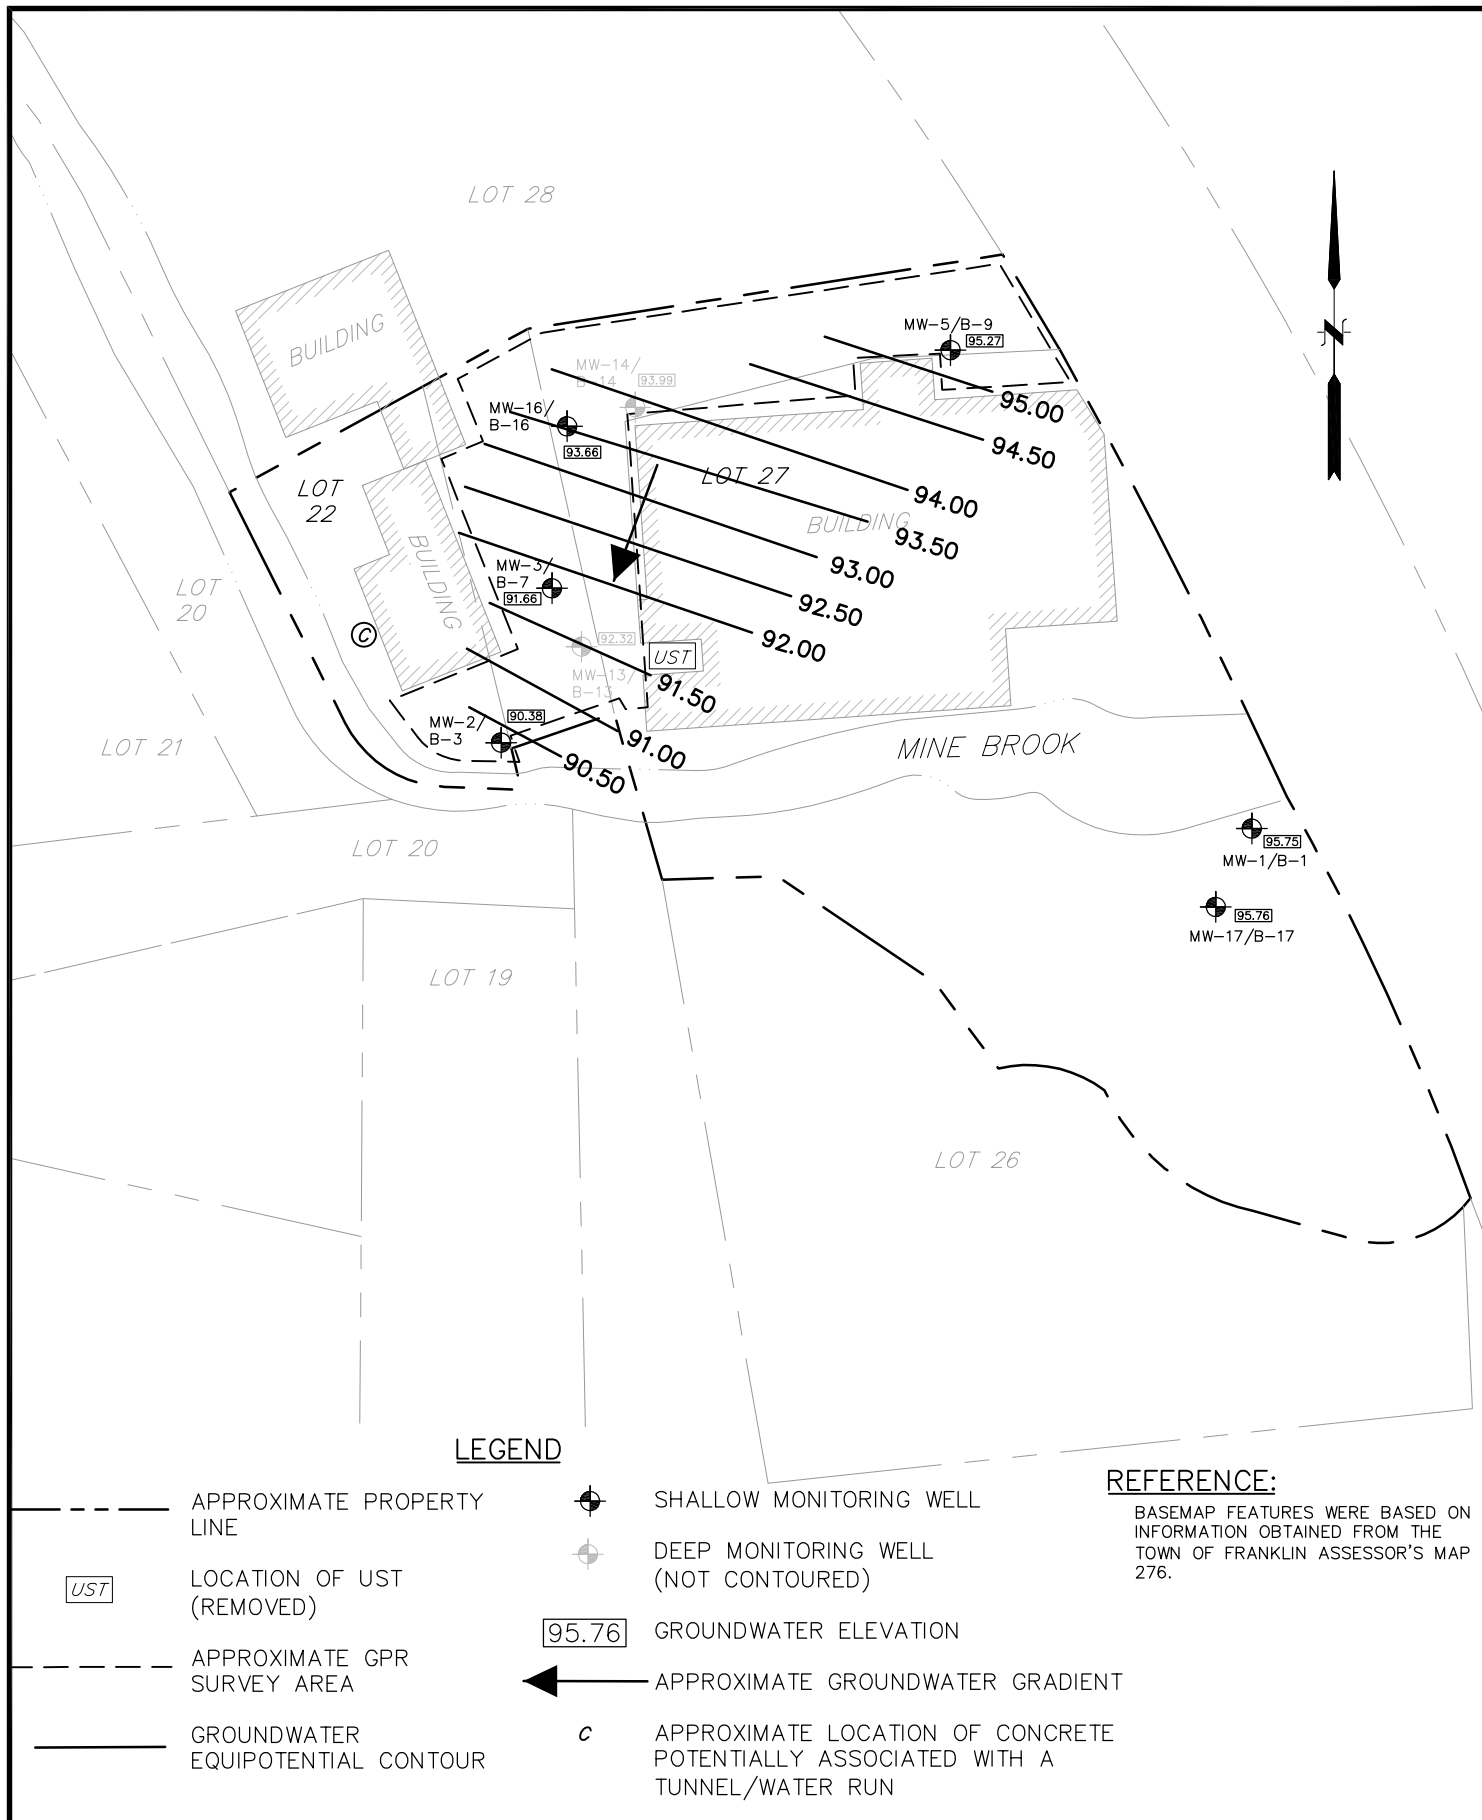 LOT 28
BUILDING
MW-5/B-9
95.27
MW-14/
B-14
93.99
MW-16/
B-16
93.66
95.00
94.50
LOT 27
LOT
22
94.00
BUILDING
93.50
93.00
BUILDING
MW-3/
B-7
91.66
LOT
20
92.50
C
92.32
92.00
UST
MW-13/
B-13
91.50
MW-2/
B-3
90.38
LOT 21
91.00
MINE BROOK
90.50
95.75
MW-1/B-1
LOT 20
95.76
MW-17/B-17
LOT 19
N
LOT 26
LEGEND
APPROXIMATE PROPERTY
LINE
UST
LOCATION OF UST
(REMOVED)
APPROXIMATE GPR
SURVEY AREA
GROUNDWATER
EQUIPOTENTIAL CONTOUR
SHALLOW MONITORING WELL
DEEP MONITORING WELL
(NOT CONTOURED)
95.76
GROUNDWATER ELEVATION
APPROXIMATE GROUNDWATER GRADIENT
C
APPROXIMATE LOCATION OF CONCRETE
POTENTIALLY ASSOCIATED WITH A
TUNNEL/WATER RUN
REFERENCE:
BASEMAP FEATURES WERE BASED ON
INFORMATION OBTAINED FROM THE
TOWN OF FRANKLIN ASSESSOR'S MAP
276.